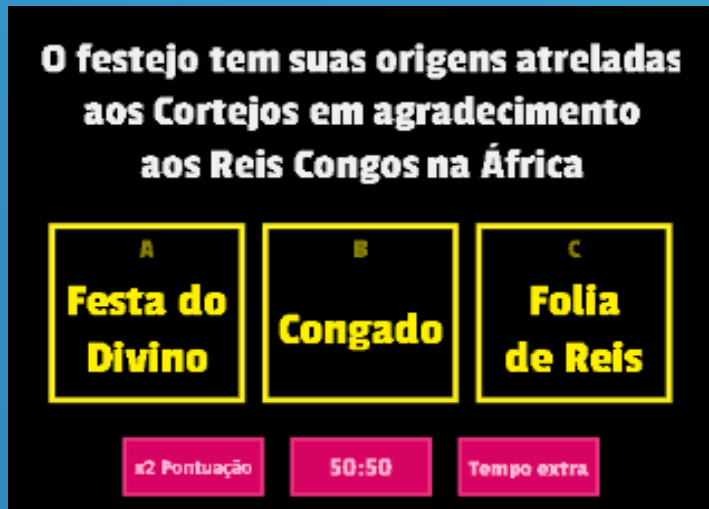 O festejo tem suas origens atreladas
aos Cortejos em agradecimento
aos Reis Congos na África
A
Festa do
Divino
B
Congado
C
Folia
de Reis
x2 Pontuação
50:50
Tempo extra